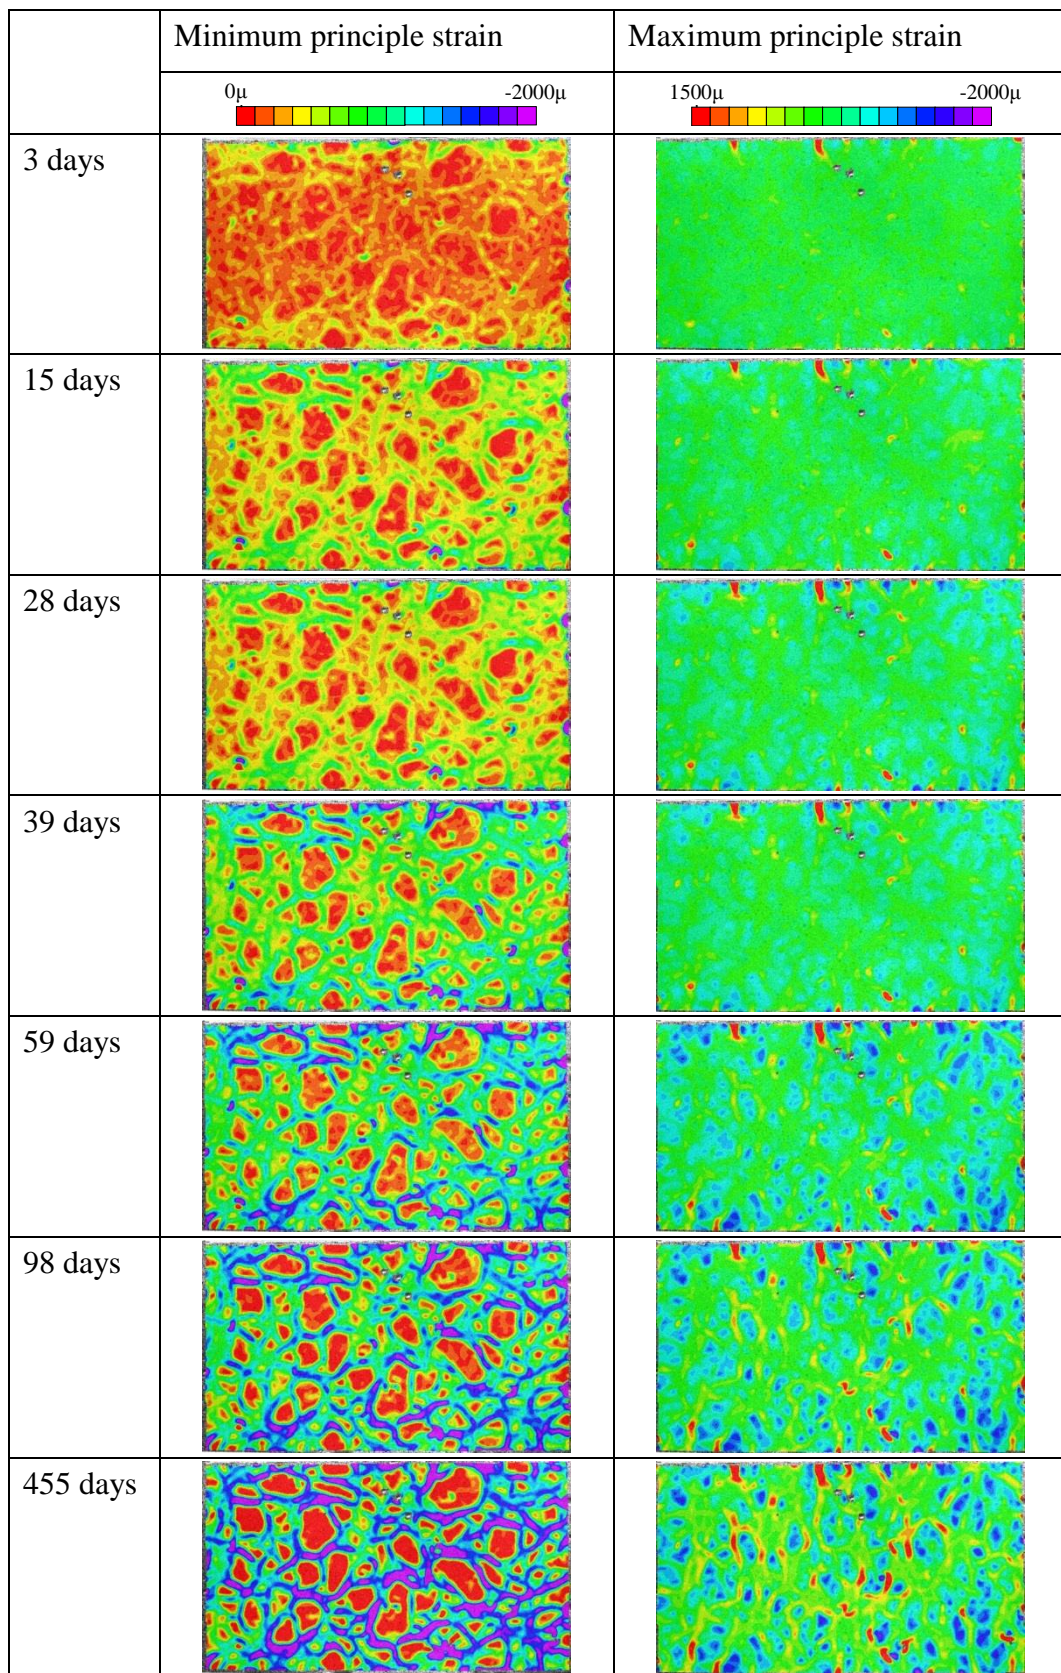 Minimum principle strain
Maximum principle strain
0μ
-2000μ
1500μ
-2000μ
3 days
15 days
28 days
39 days
59 days
98 days
455 days